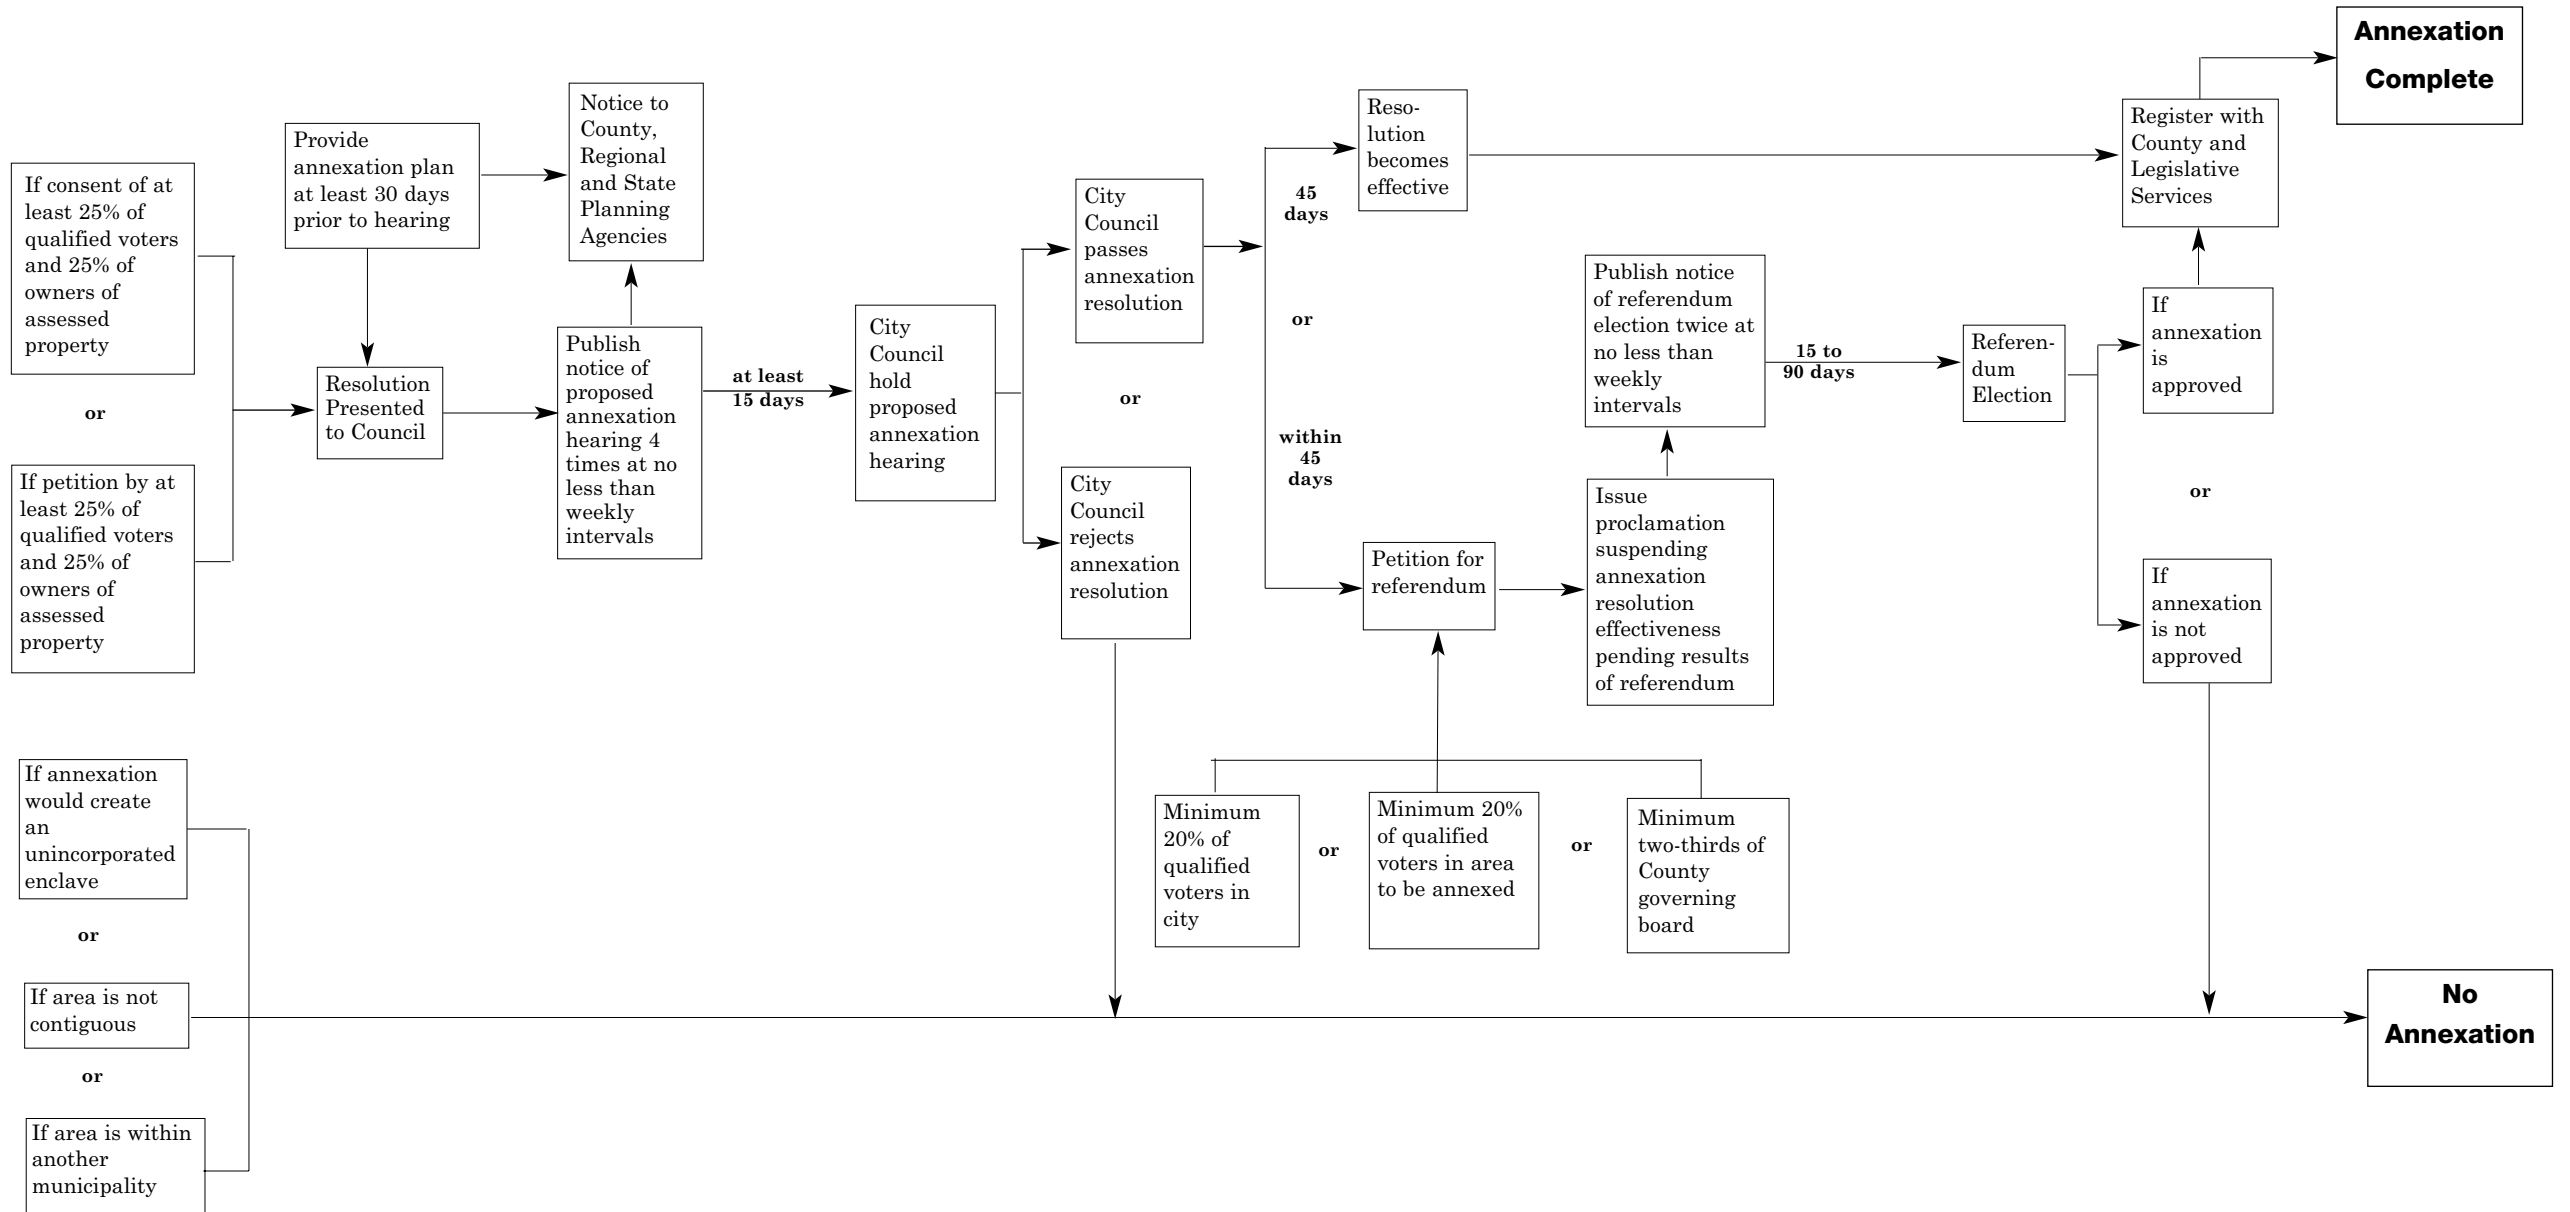 Annexation
Complete
Notice to
County,
Regional
and State
Planning
Agencies
Provide
annexation plan
at least 30 days
prior to hearing
If consent of at
least 25% of
qualified voters
and 25% of
owners of
assessed
property
or
If petition by at
least 25% of
qualified voters
and 25% of
owners of
assessed
property
Resolution
Presented
to Council
Publish
notice of
proposed
annexation
hearing 4
times at no
less than
weekly
intervals
at least
15 days
City
Council
hold
proposed
annexation
hearing
City
Council
passes
annexation
resolution
or
City
Council
rejects
annexation
resolution
45
days
or
within
45
days
Reso-
lution
becomes
effective
Petition for
referendum
Minimum
20% of
qualified
voters in
city
or
Minimum 20%
of qualified
voters in area
to be annexed
or
Minimum
two-thirds of
County
governing
board
Issue
proclamation
suspending
annexation
resolution
effectiveness
pending results
of referendum
Publish notice
of referendum
election twice at
no less than
weekly
intervals
15 to
90 days
Referen-
dum
Election
Register with
County and
Legislative
Services
If
annexation
is
approved
or
If
annexation
is not
approved
If annexation
would create
an
unincorporated
enclave
or
If area is not
contiguous
or
If area is within
another
municipality
No
Annexation